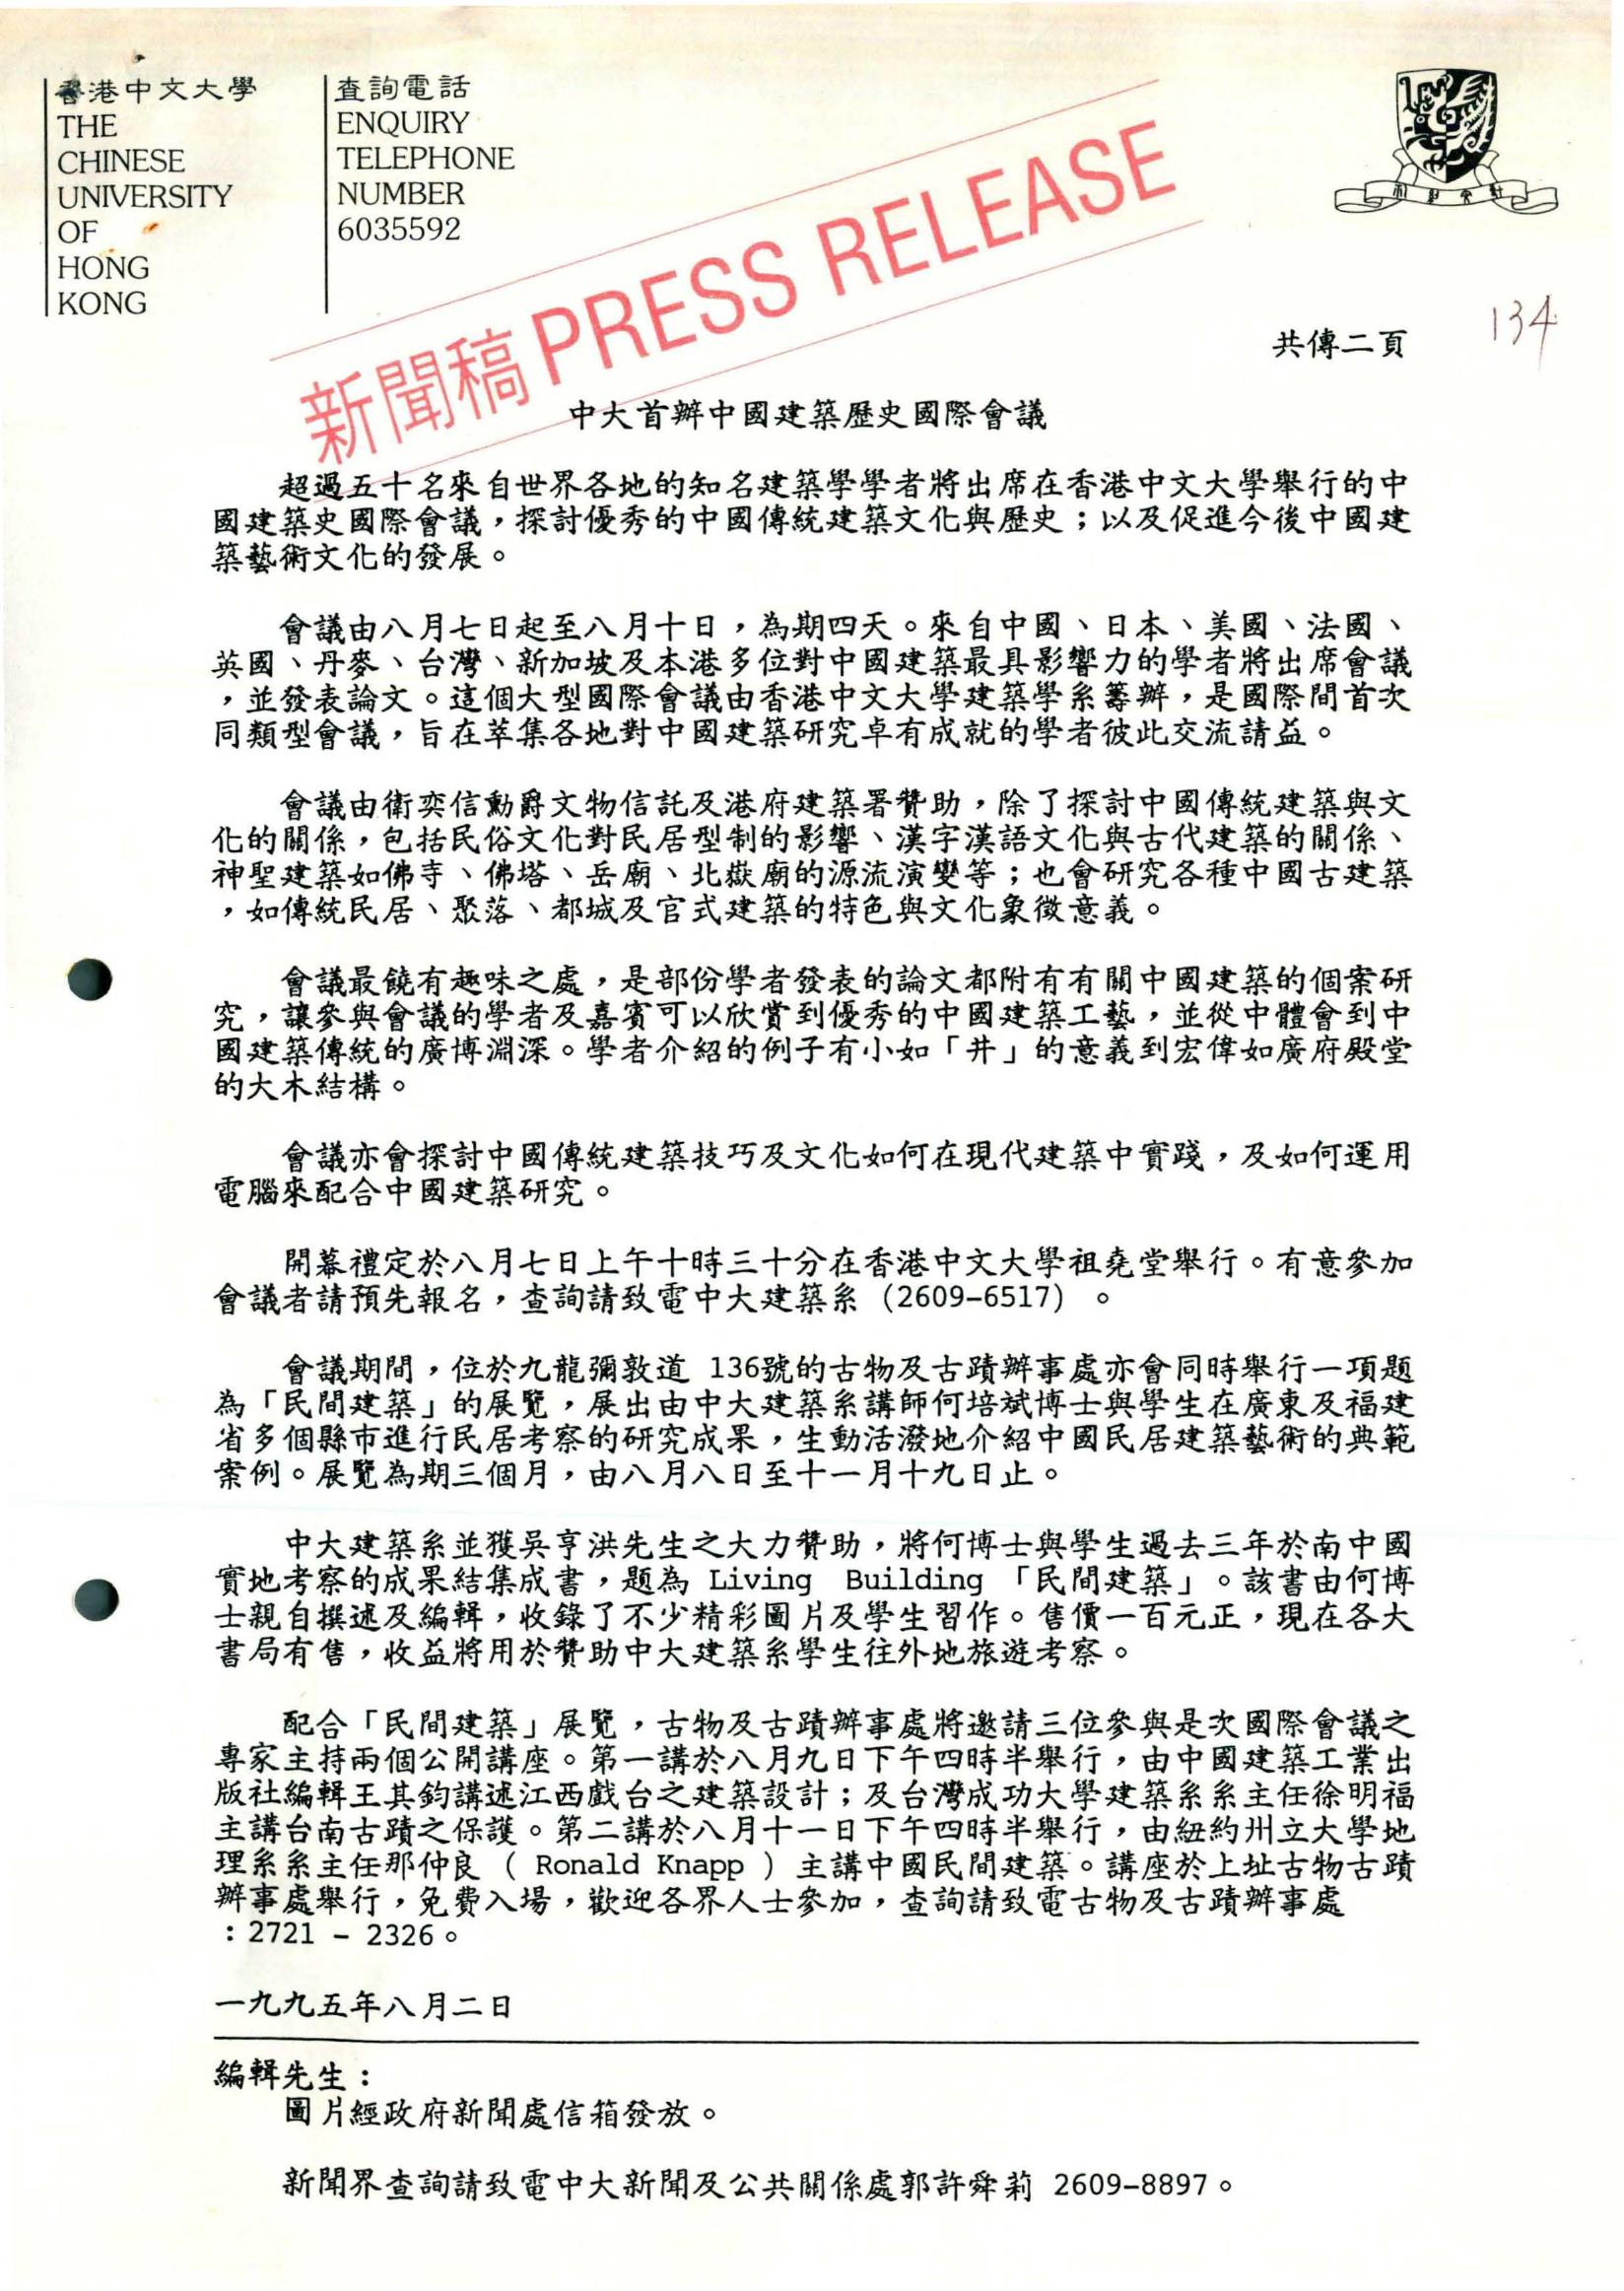 香港中文大學
THE
CHINESE
UNIVERSITY
OF
HONG
KONG
查詢電話
ENQUIRY
TELEPHONE
NUMBER
6035592
新聞稿 PRESS RELEASE
134
共傳二頁
中大首辦中國建築歷史國際會議
超過五十名來自世界各地的知名建築學學者將出席在香港中文大學舉行的中
國建築史國際會議，探討優秀的中國傳統建築文化與歷史；以及促進今後中國建
築藝術文化的發展。
會議由八月七日起至八月十日，為期四天。來自中國、日本、美國、法國、
英國、丹麥、台灣、新加坡及本港多位對中國建築最具影響力的學者將出席會議
，並發表論文。這個大型國際會議由香港中文大學建築學系籌辦，是國際間首次
同類型會議，旨在萃集各地對中國建築研究卓有成就的學者彼此交流請益。
會議由衛奕信勳爵文物信託及港府建築署贊助，除了探討中國傳統建築與文
化的關係，包括民俗文化對民居型制的影響、漢字漢語文化與古代建築的關係、
神聖建築如佛寺、佛塔、岳廟、北嶽廟的源流演變等；也會研究各種中國古建築
，如傳統民居、聚落、都城及官式建築的特色與文化象徵意義。
會議最饒有趣味之處，是部份學者發表的論文都附有有關中國建築的個案研
究，讓參與會議的學者及嘉賓可以欣賞到優秀的中國建築工藝，並從中體會到中
國建築傳統的廣博淵深。學者介紹的例子有小如「井」的意義到宏偉如廣府殿堂
的大木結構。
會議亦會探討中國傳統建築技巧及文化如何在現代建築中實踐，及如何運用
電腦來配合中國建築研究。
開幕禮定於八月七日上午十時三十分在香港中文大學祖堯堂舉行。有意參加
會議者請預先報名，查詢請致電中大建築系（2609-6517）。
會議期間，位於九龍彌敦道 136號的古物及古蹟辦事處亦會同時舉行一項題
為「民間建築」的展覽，展出由中大建築系講師何培斌博士與學生在廣東及福建
省多個縣市進行民居考察的研究成果，生動活潑地介紹中國民居建築藝術的典範
案例。展覽為期三個月，由八月八日至十一月十九日止。
中大建築系並獲吳亨洪先生之大力贊助，將何博士與學生過去三年於南中國
實地考察的成果結集成書，題為 Living Building 「民間建築」。該書由何博
士親自撰述及編輯，收錄了不少精彩圖片及學生習作。售價一百元正，現在各大
書局有售，收益將用於贊助中大建築系學生往外地旅遊考察。
配合「民間建築」展覽，古物及古蹟辦事處將邀請三位參與是次國際會議之
專家主持兩個公開講座。第一講於八月九日下午四時半舉行，由中國建築工業出
版社編輯王其鈞講述江西戲台之建築設計；及台灣成功大學建築系系主任徐明福
主講台南古蹟之保護。第二講於八月十一日下午四時半舉行，由紐約州立大學地
理系系主任那仲良（ Ronald Knapp ）主講中國民間建築。講座於上址古物古蹟
辦事處舉行，免費入場，歡迎各界人士參加，查詢請致電古物及古蹟辦事處
：2721 - 2326。
一九九五年八月二日
編輯先生：
圖片經政府新聞處信箱發放。
新聞界查詢請致電中大新聞及公共關係處郭許舜莉 2609-8897。